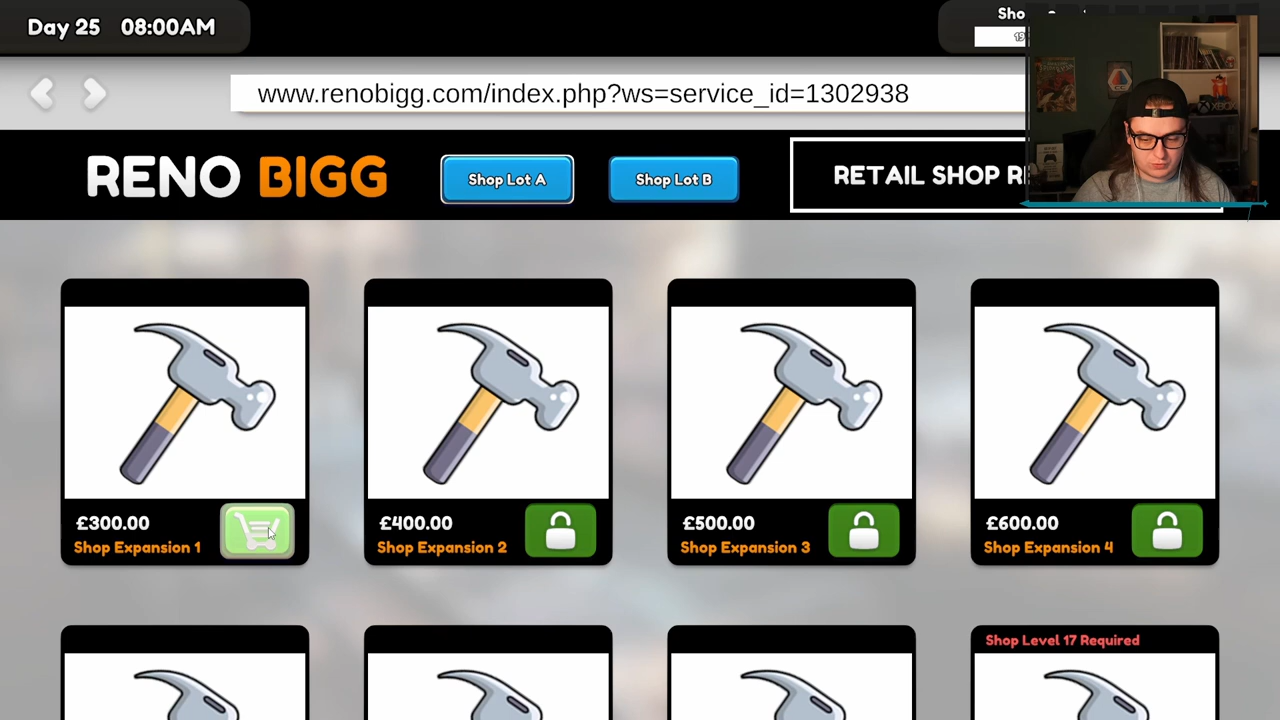 Day 25 08:00AM
www.renobigg.com/index.php?ws=service_id=1302938
RENO BIGG
Shop Lot A
Shop Lot B
RETAIL SHOP
£300.00
Shop Expansion 1
£400.00
Shop Expansion 2
£500.00
Shop Expansion 3
£600.00
Shop Expansion 4
Shop Level 17 Required